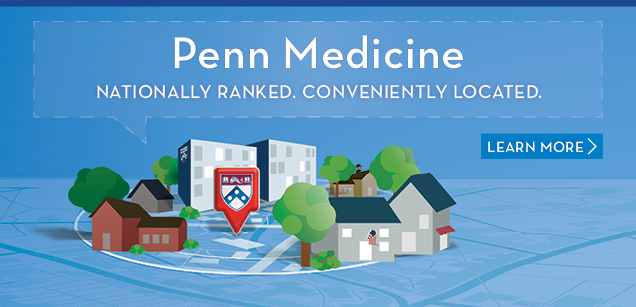 Penn Medicine
NATIONALLY RANKED. CONVENIENTLY LOCATED.
LEARN MORE >